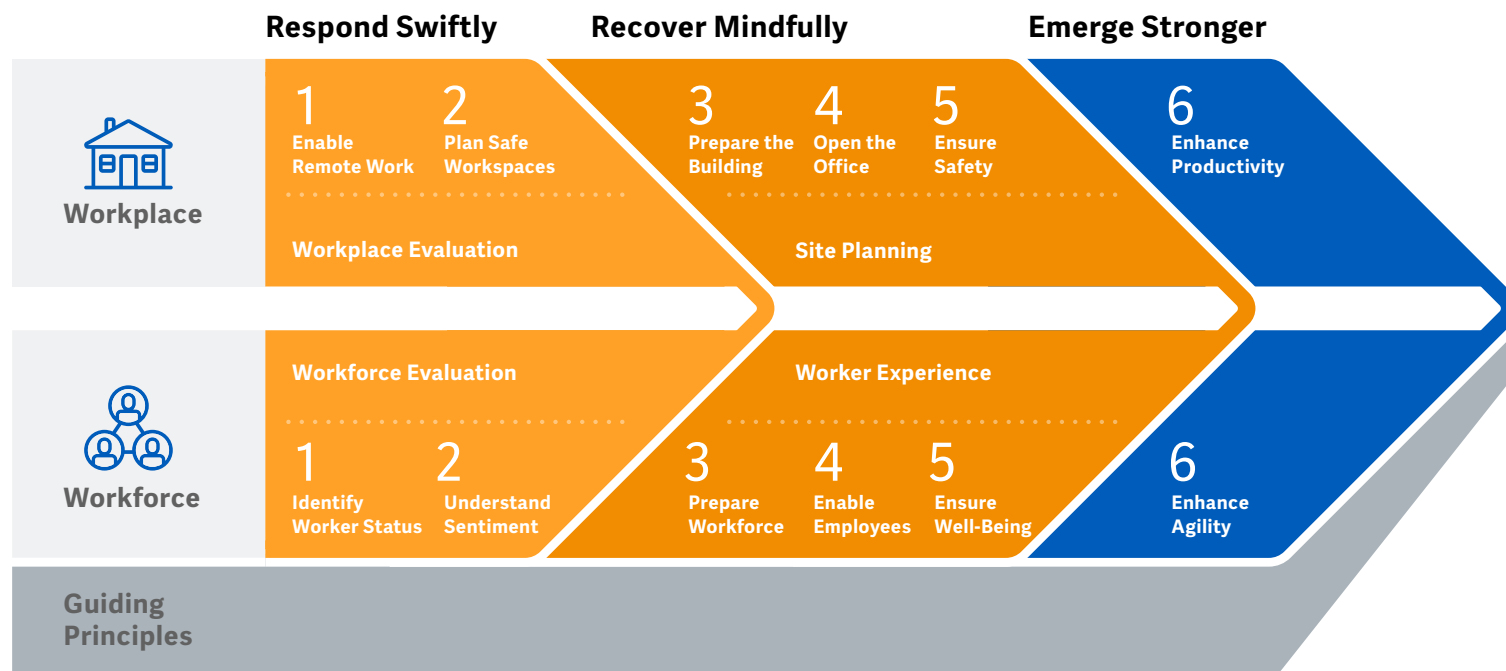 Respond Swiftly
Recover Mindfully
Emerge Stronger
Workplace
1
Enable
Remote Work
2
Plan Safe
Workspaces
Workplace Evaluation
3
Prepare the
Building
4
Open the
Office
5
Ensure
Safety
Site Planning
6
Enhance
Productivity
Workforce
Workforce Evaluation
1
Identify
Worker Status
2
Understand
Sentiment
Worker Experience
3
Prepare
Workforce
4
Enable
Employees
5
Ensure
Well-Being
6
Enhance
Agility
Guiding
Principles